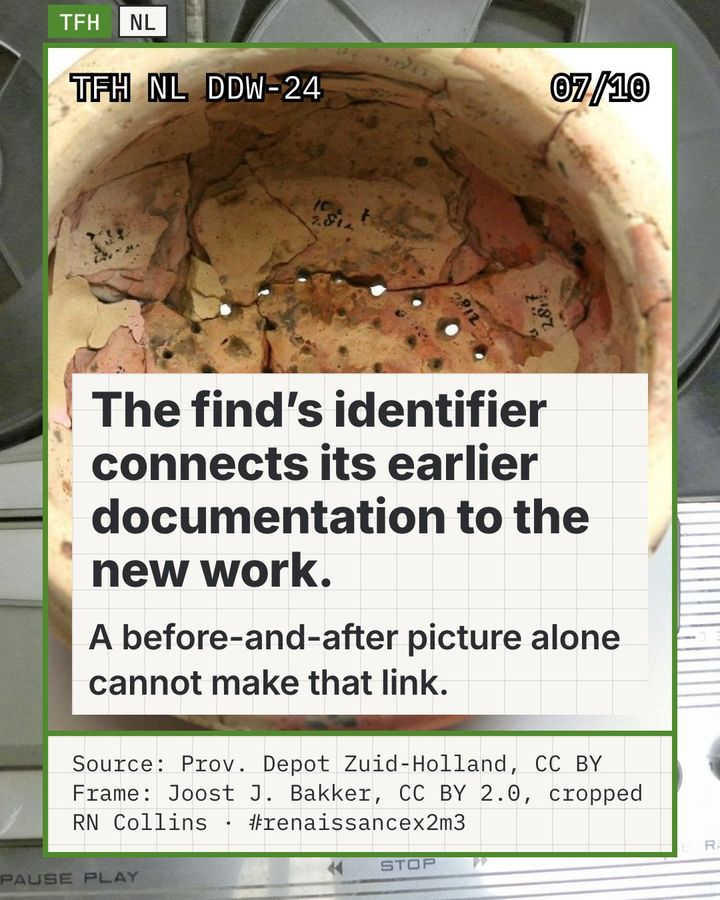 TFH NL
TFH NL DDW-24 07/10
2812
2817
The find’s identifier
connects its earlier
documentation to the
new work.
A before-and-after picture alone
cannot make that link.
Source: Prov. Depot Zuid-Holland, CC BY
Frame: Joost J. Bakker, CC BY 2.0, cropped
RN Collins · #renaissancex2m3
STOP
PAUSE PLAY